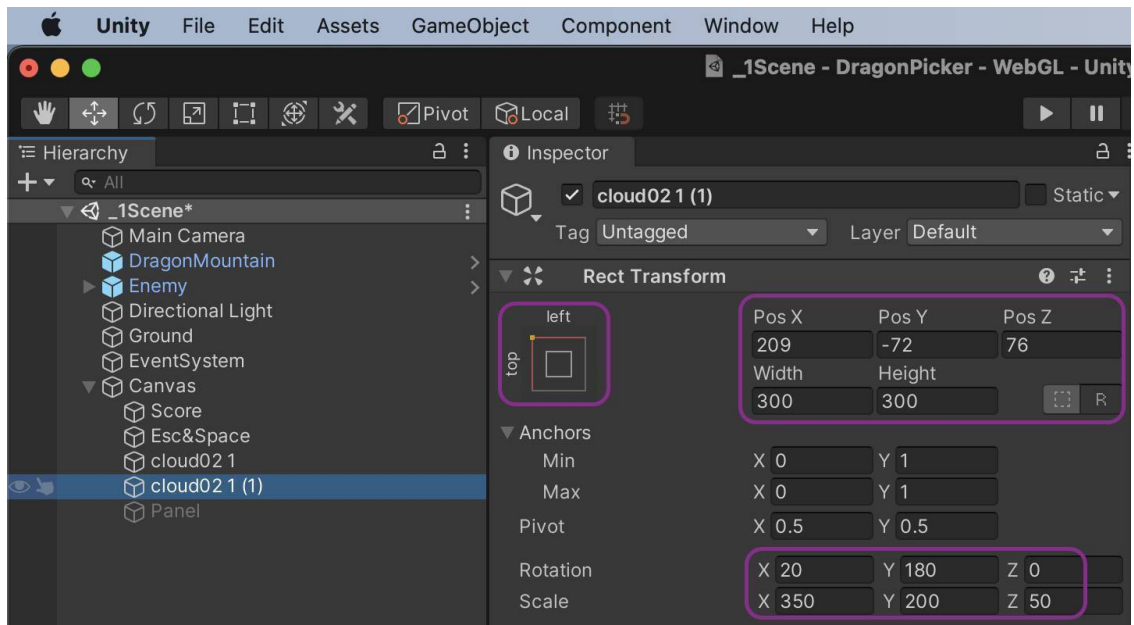 Unity File Edit Assets GameObject Component Window Help
_1Scene - DragonPicker - WebGL - Unity
Pivot Local
Hierarchy
All
_1Scene*
Main Camera
DragonMountain
Enemy
Directional Light
Ground
EventSystem
Canvas
Score
Esc&Space
cloud02 1
cloud02 1 (1)
Panel
Inspector
cloud02 1 (1) Static
Tag Untagged Layer Default
Rect Transform
left
top
Pos X Pos Y Pos Z
209 -72 76
Width Height
300 300 R
Anchors
Min X 0 Y 1
Max X 0 Y 1
Pivot X 0.5 Y 0.5
Rotation X 20 Y 180 Z 0
Scale X 350 Y 200 Z 50